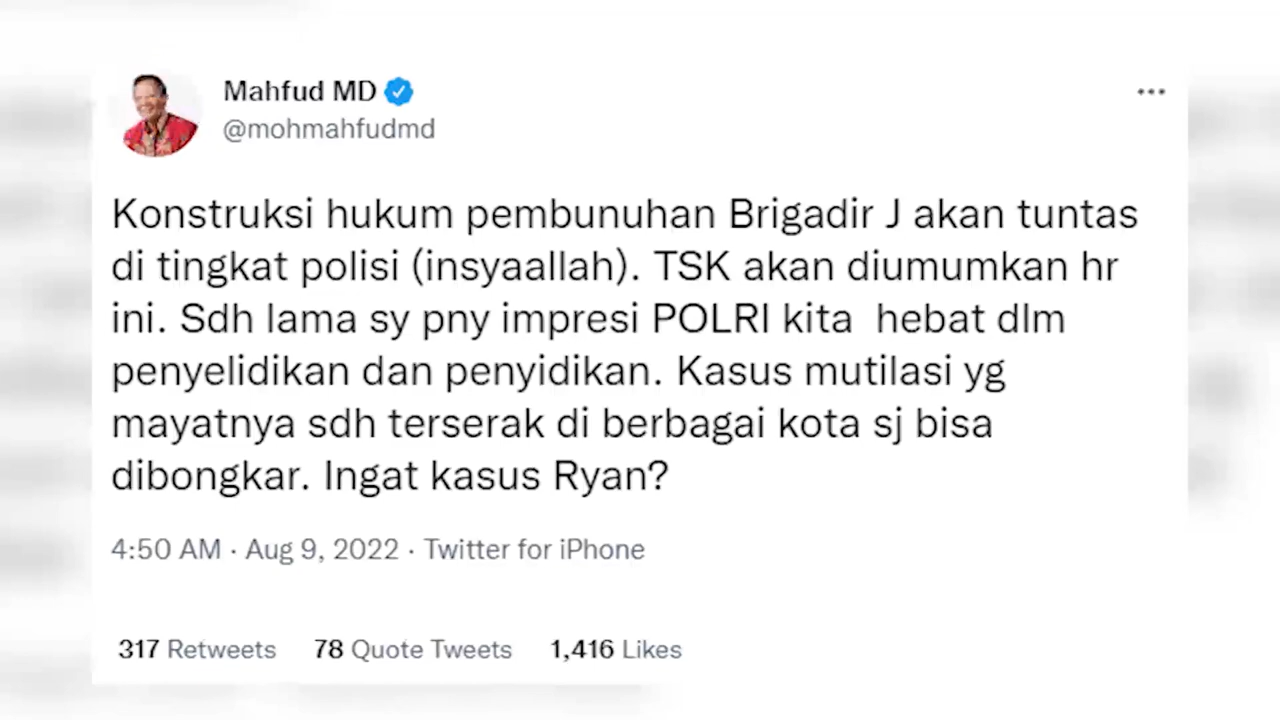 Mahfud MD
@mohmahfudmd
Konstruksi hukum pembunuhan Brigadir J akan tuntas
di tingkat polisi (insyaallah). TSK akan diumumkan hr
ini. Sdh lama sy pny impresi POLRI kita  hebat dlm
penyelidikan dan penyidikan. Kasus mutilasi yg
mayatnya sdh terserak di berbagai kota sj bisa
dibongkar. Ingat kasus Ryan?
4:50 AM · Aug 9, 2022 · Twitter for iPhone
317 Retweets 78 Quote Tweets 1,416 Likes